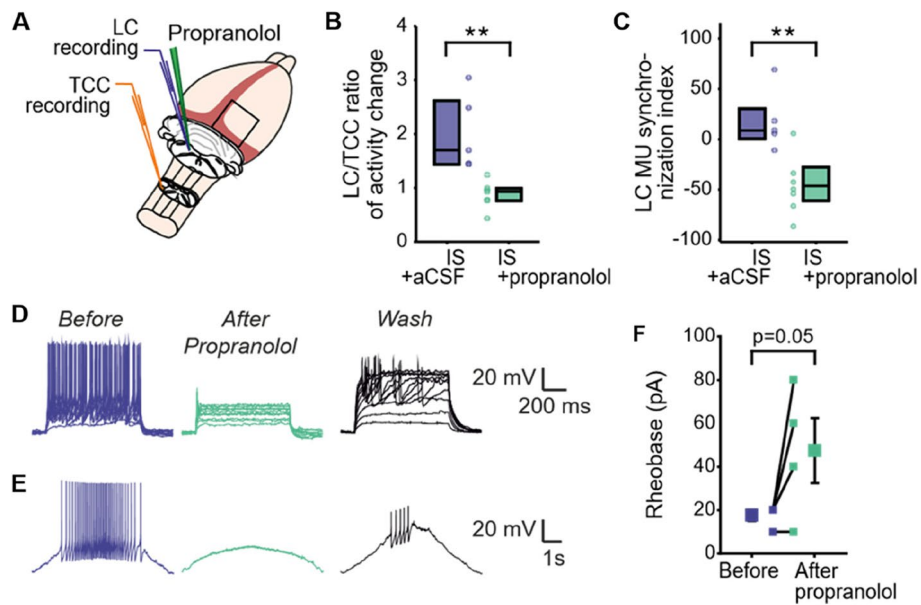 A
LC
recording
Propranolol
TCC
recording
B
**
LC/TCC ratio
of activity change
4
3
2
1
0
IS
+aCSF
IS
+propranolol
C
**
LC MU synchro-
nization index
100
50
0
-50
-100
IS
+aCSF
IS
+propranolol
D
Before
After
Propranolol
Wash
20 mV
200 ms
E
20 mV
1s
F
p=0.05
Rheobase (pA)
100
80
60
40
20
0
Before
After
propranolol